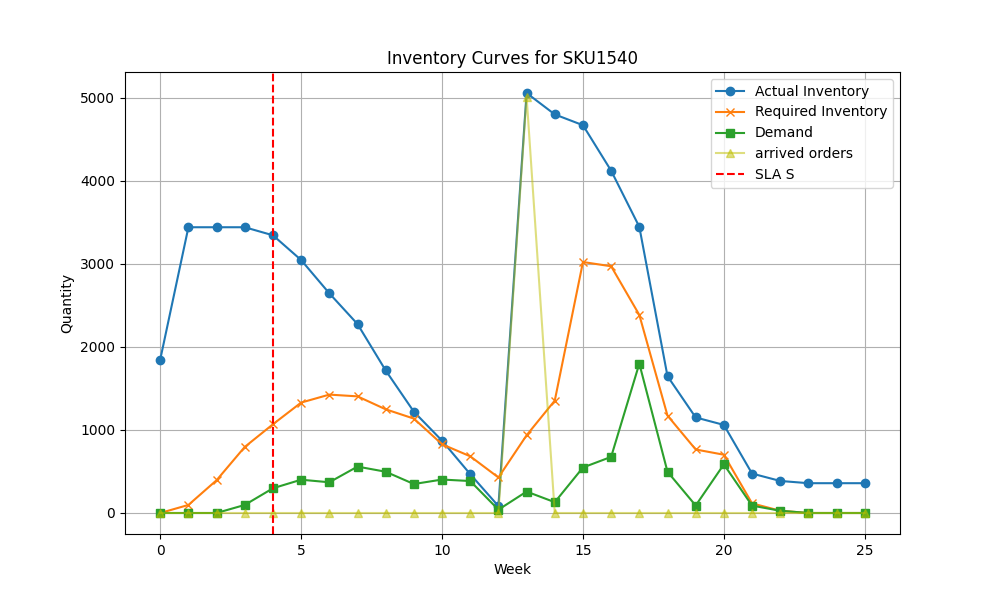 Inventory Curves for SKU1540
Actual Inventory
Required Inventory
Demand
arrived orders
SLA S
Quantity
5000
4000
3000
2000
1000
0
0 5 10 15 20 25
Week